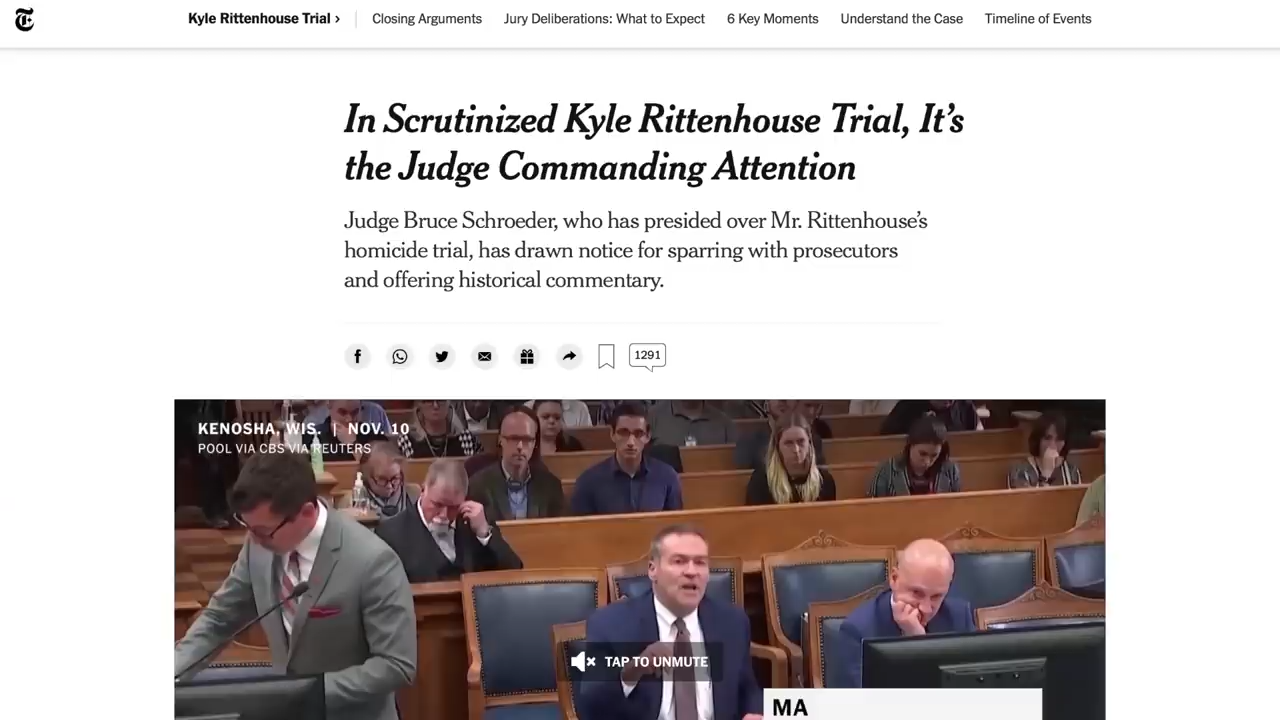 Kyle Rittenhouse Trial › Closing Arguments Jury Deliberations: What to Expect 6 Key Moments Understand the Case Timeline of Events
In Scrutinized Kyle Rittenhouse Trial, It’s
the Judge Commanding Attention
Judge Bruce Schroeder, who has presided over Mr. Rittenhouse’s
homicide trial, has drawn notice for sparring with prosecutors
and offering historical commentary.
1291
KENOSHA, WIS. | NOV. 10
POOL VIA CBS VIA REUTERS
TAP TO UNMUTE
MA